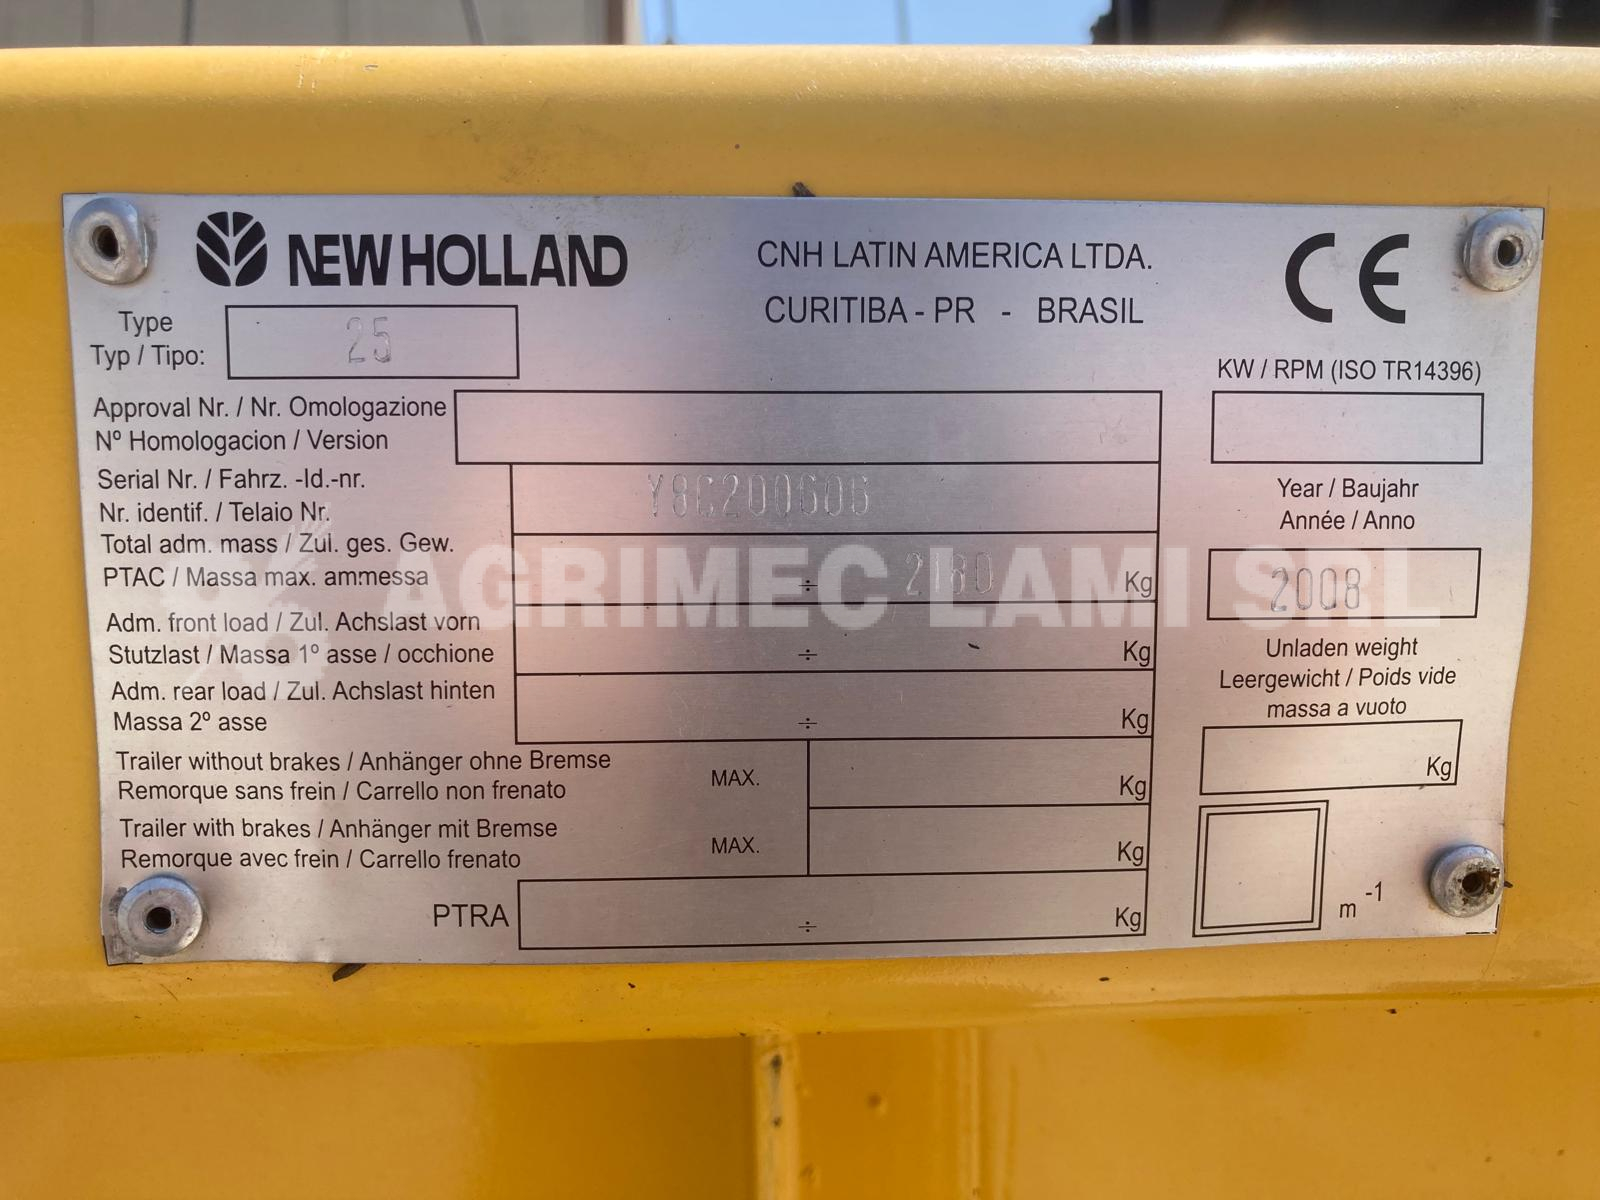 NEW HOLLAND
CNH LATIN AMERICA LTDA.
CURITIBA - PR - BRASIL
CE
Type
Typ / Tipo:
25
KW / RPM (ISO TR14396)
Approval Nr. / Nr. Omologazione
Nº Homologacion / Version
Serial Nr. / Fahrz. -Id.-nr.
Nr. identif. / Telaio Nr.
Y8C200606
Year / Baujahr
Année / Anno
2008
Total adm. mass / Zul. ges. Gew.
PTAC / Massa max. ammessa
÷ 2180 Kg
AGRIMEC LAMI SRL
Adm. front load / Zul. Achslast vorn
Stutzlast / Massa 1º asse / occhione
÷ Kg
Unladen weight
Leergewicht / Poids vide
massa a vuoto
Kg
Adm. rear load / Zul. Achslast hinten
Massa 2º asse
÷ Kg
Trailer without brakes / Anhänger ohne Bremse
Remorque sans frein / Carrello non frenato
MAX. Kg
Trailer with brakes / Anhänger mit Bremse
Remorque avec frein / Carrello frenato
MAX. Kg
PTRA ÷ Kg
m -1